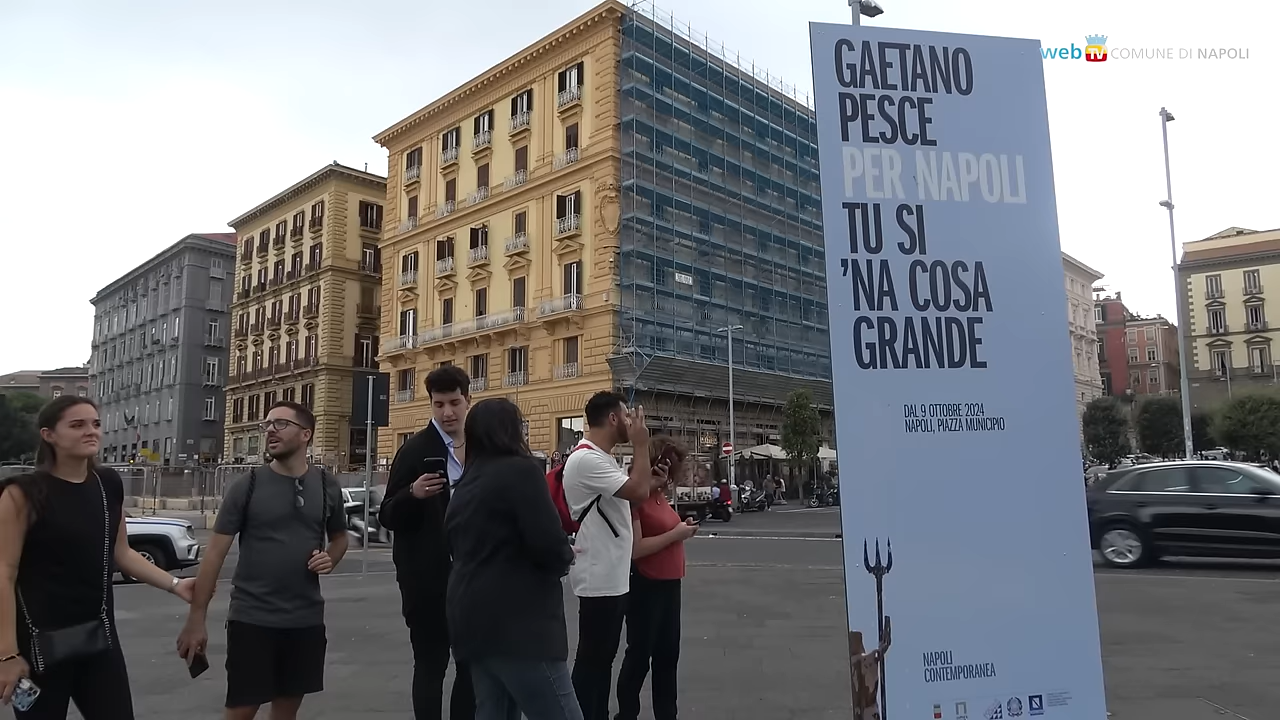 web TV COMUNE DI NAPOLI
GAETANO
PESCE
PER NAPOLI
TU SI
'NA COSA
GRANDE
DAL 9 OTTOBRE 2024
NAPOLI, PIAZZA MUNICIPIO
NAPOLI
CONTEMPORANEA